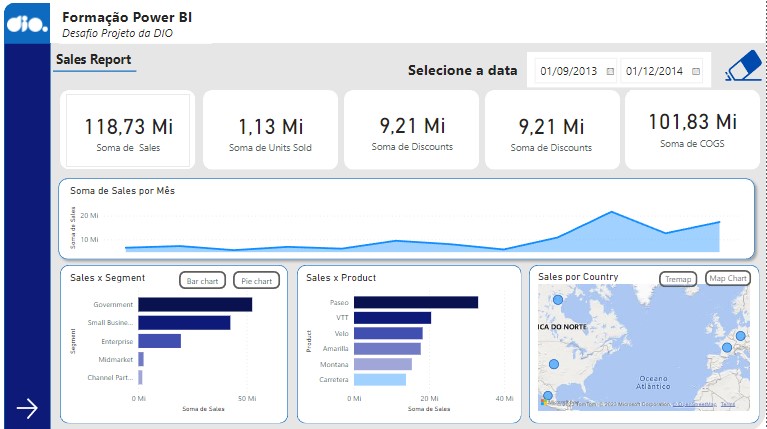 dio.
Formação Power BI
Desafio Projeto da DIO
Sales Report
Selecione a data
01/09/2013
01/12/2014
118,73 Mi
Soma de Sales
1,13 Mi
Soma de Units Sold
9,21 Mi
Soma de Discounts
9,21 Mi
Soma de Discounts
101,83 Mi
Soma de COGS
Soma de Sales por Mês
Soma de Sales
20 Mi
10 Mi
Sales x Segment
Bar chart
Pie chart
Segment
Government
Small Busine...
Enterprise
Midmarket
Channel Part...
0 Mi
50 Mi
Soma de Sales
Sales x Product
Product
Paseo
VTT
Velo
Amarilla
Montana
Carretera
0 Mi
20 Mi
40 Mi
Soma de Sales
Sales por Country
Tremap
Map Chart
ICA DO NORTE
Oceano
Atlântico
Microsoft Corporation, © OpenStreetMap Terms